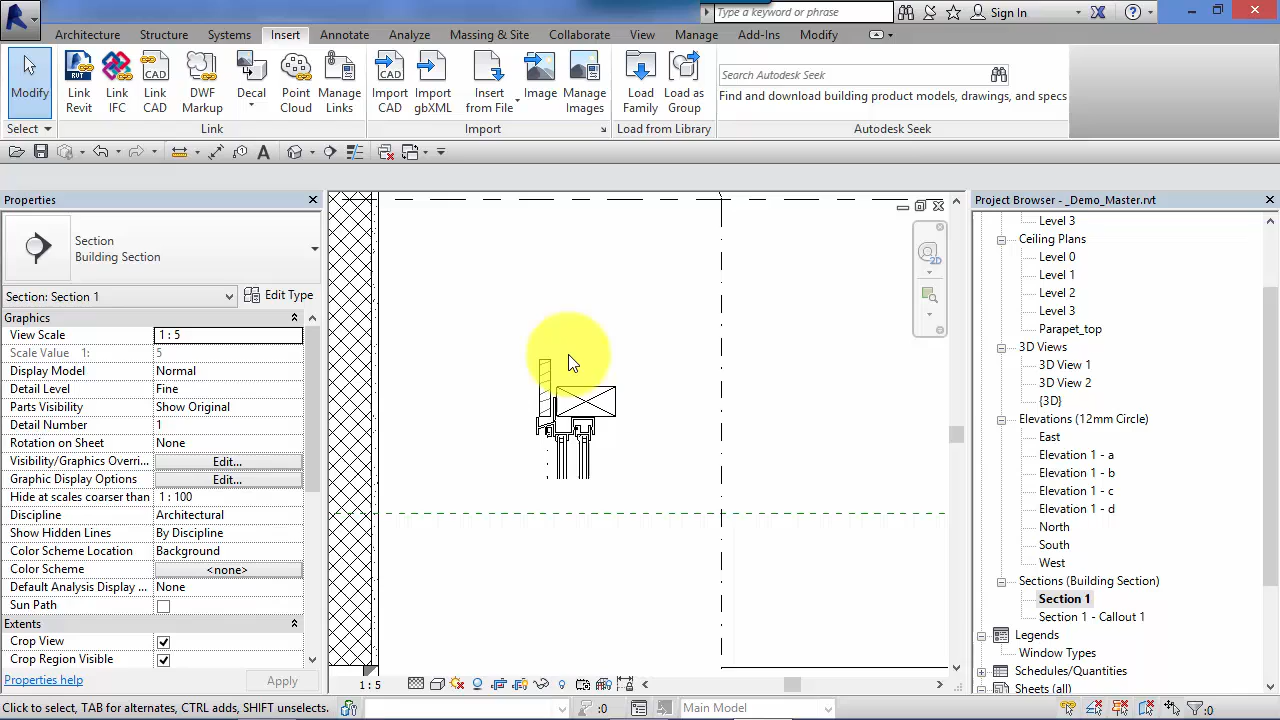 Type a keyword or phrase
Sign In
Architecture Structure Systems Insert Annotate Analyze Massing & Site Collaborate View Manage Add-Ins Modify
Modify
Link Revit
Link IFC
Link CAD
DWF Markup
Decal
Point Cloud
Manage Links
Import CAD
Import gbXML
Insert from File
Image
Manage Images
Load Family
Load as Group
Search Autodesk Seek
Find and download building product models, drawings, and specs
Select Link Import Load from Library Autodesk Seek
Properties
Section
Building Section
Section: Section 1
Edit Type
Graphics
View Scale 1 : 5
Scale Value 1: 5
Display Model Normal
Detail Level Fine
Parts Visibility Show Original
Detail Number 1
Rotation on Sheet None
Visibility/Graphics Overri... Edit...
Graphic Display Options Edit...
Hide at scales coarser than 1 : 100
Discipline Architectural
Show Hidden Lines By Discipline
Color Scheme Location Background
Color Scheme <none>
Default Analysis Display ... None
Sun Path
Extents
Crop View
Crop Region Visible
Properties help
Apply
2D
1 : 5
Project Browser - _Demo_Master.rvt
Level 3
Ceiling Plans
Level 0
Level 1
Level 2
Level 3
Parapet_top
3D Views
3D View 1
3D View 2
{3D}
Elevations (12mm Circle)
East
Elevation 1 - a
Elevation 1 - b
Elevation 1 - c
Elevation 1 - d
North
South
West
Sections (Building Section)
Section 1
Section 1 - Callout 1
Legends
Window Types
Schedules/Quantities
Sheets (all)
Click to select, TAB for alternates, CTRL adds, SHIFT unselects.
:0
Main Model
:0